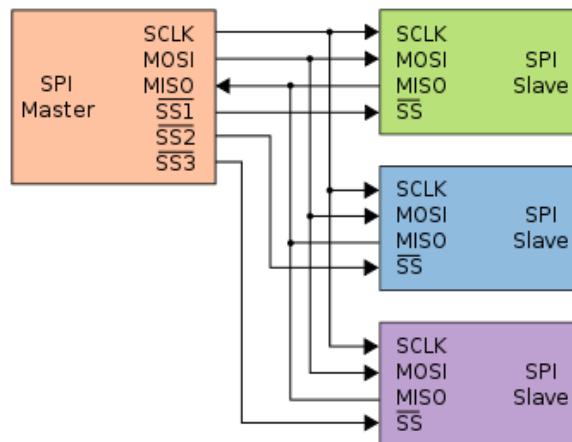 SPI
Master
SCLK
MOSI
MISO
SS1
SS2
SS3
SCLK
MOSI
MISO
SS
SPI
Slave
SCLK
MOSI
MISO
SS
SPI
Slave
SCLK
MOSI
MISO
SS
SPI
Slave